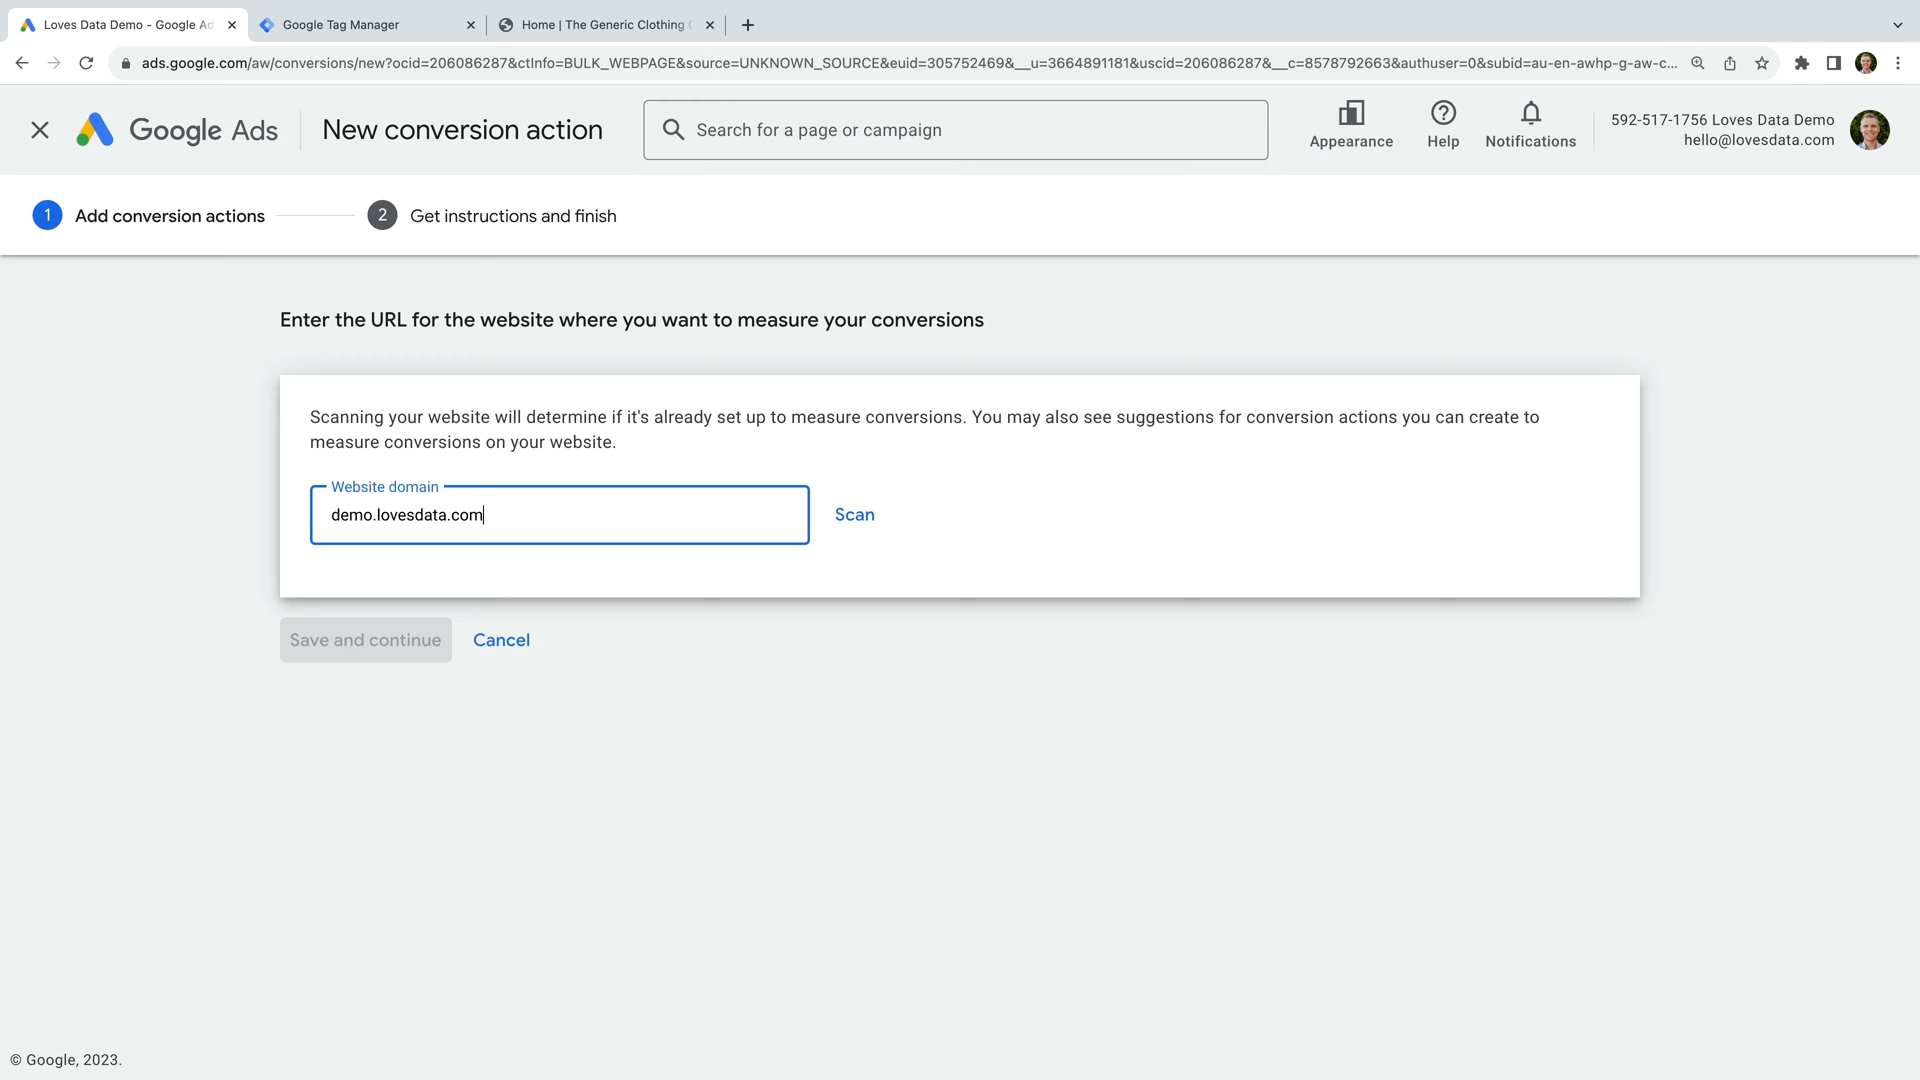 Loves Data Demo - Google Ad
Google Tag Manager
Home | The Generic Clothing
ads.google.com/aw/conversions/new?ocid=206086287&ctInfo=BULK_WEBPAGE&source=UNKNOWN_SOURCE&euid=305752469&__u=3664891181&uscid=206086287&__c=8578792663&authuser=0&subid=au-en-awhp-g-aw-c...
Google Ads
New conversion action
Search for a page or campaign
Appearance
Help
Notifications
592-517-1756 Loves Data Demo
hello@lovesdata.com
1 Add conversion actions
2 Get instructions and finish
Enter the URL for the website where you want to measure your conversions
Scanning your website will determine if it's already set up to measure conversions. You may also see suggestions for conversion actions you can create to
measure conversions on your website.
Website domain
demo.lovesdata.com
Scan
Save and continue
Cancel
© Google, 2023.